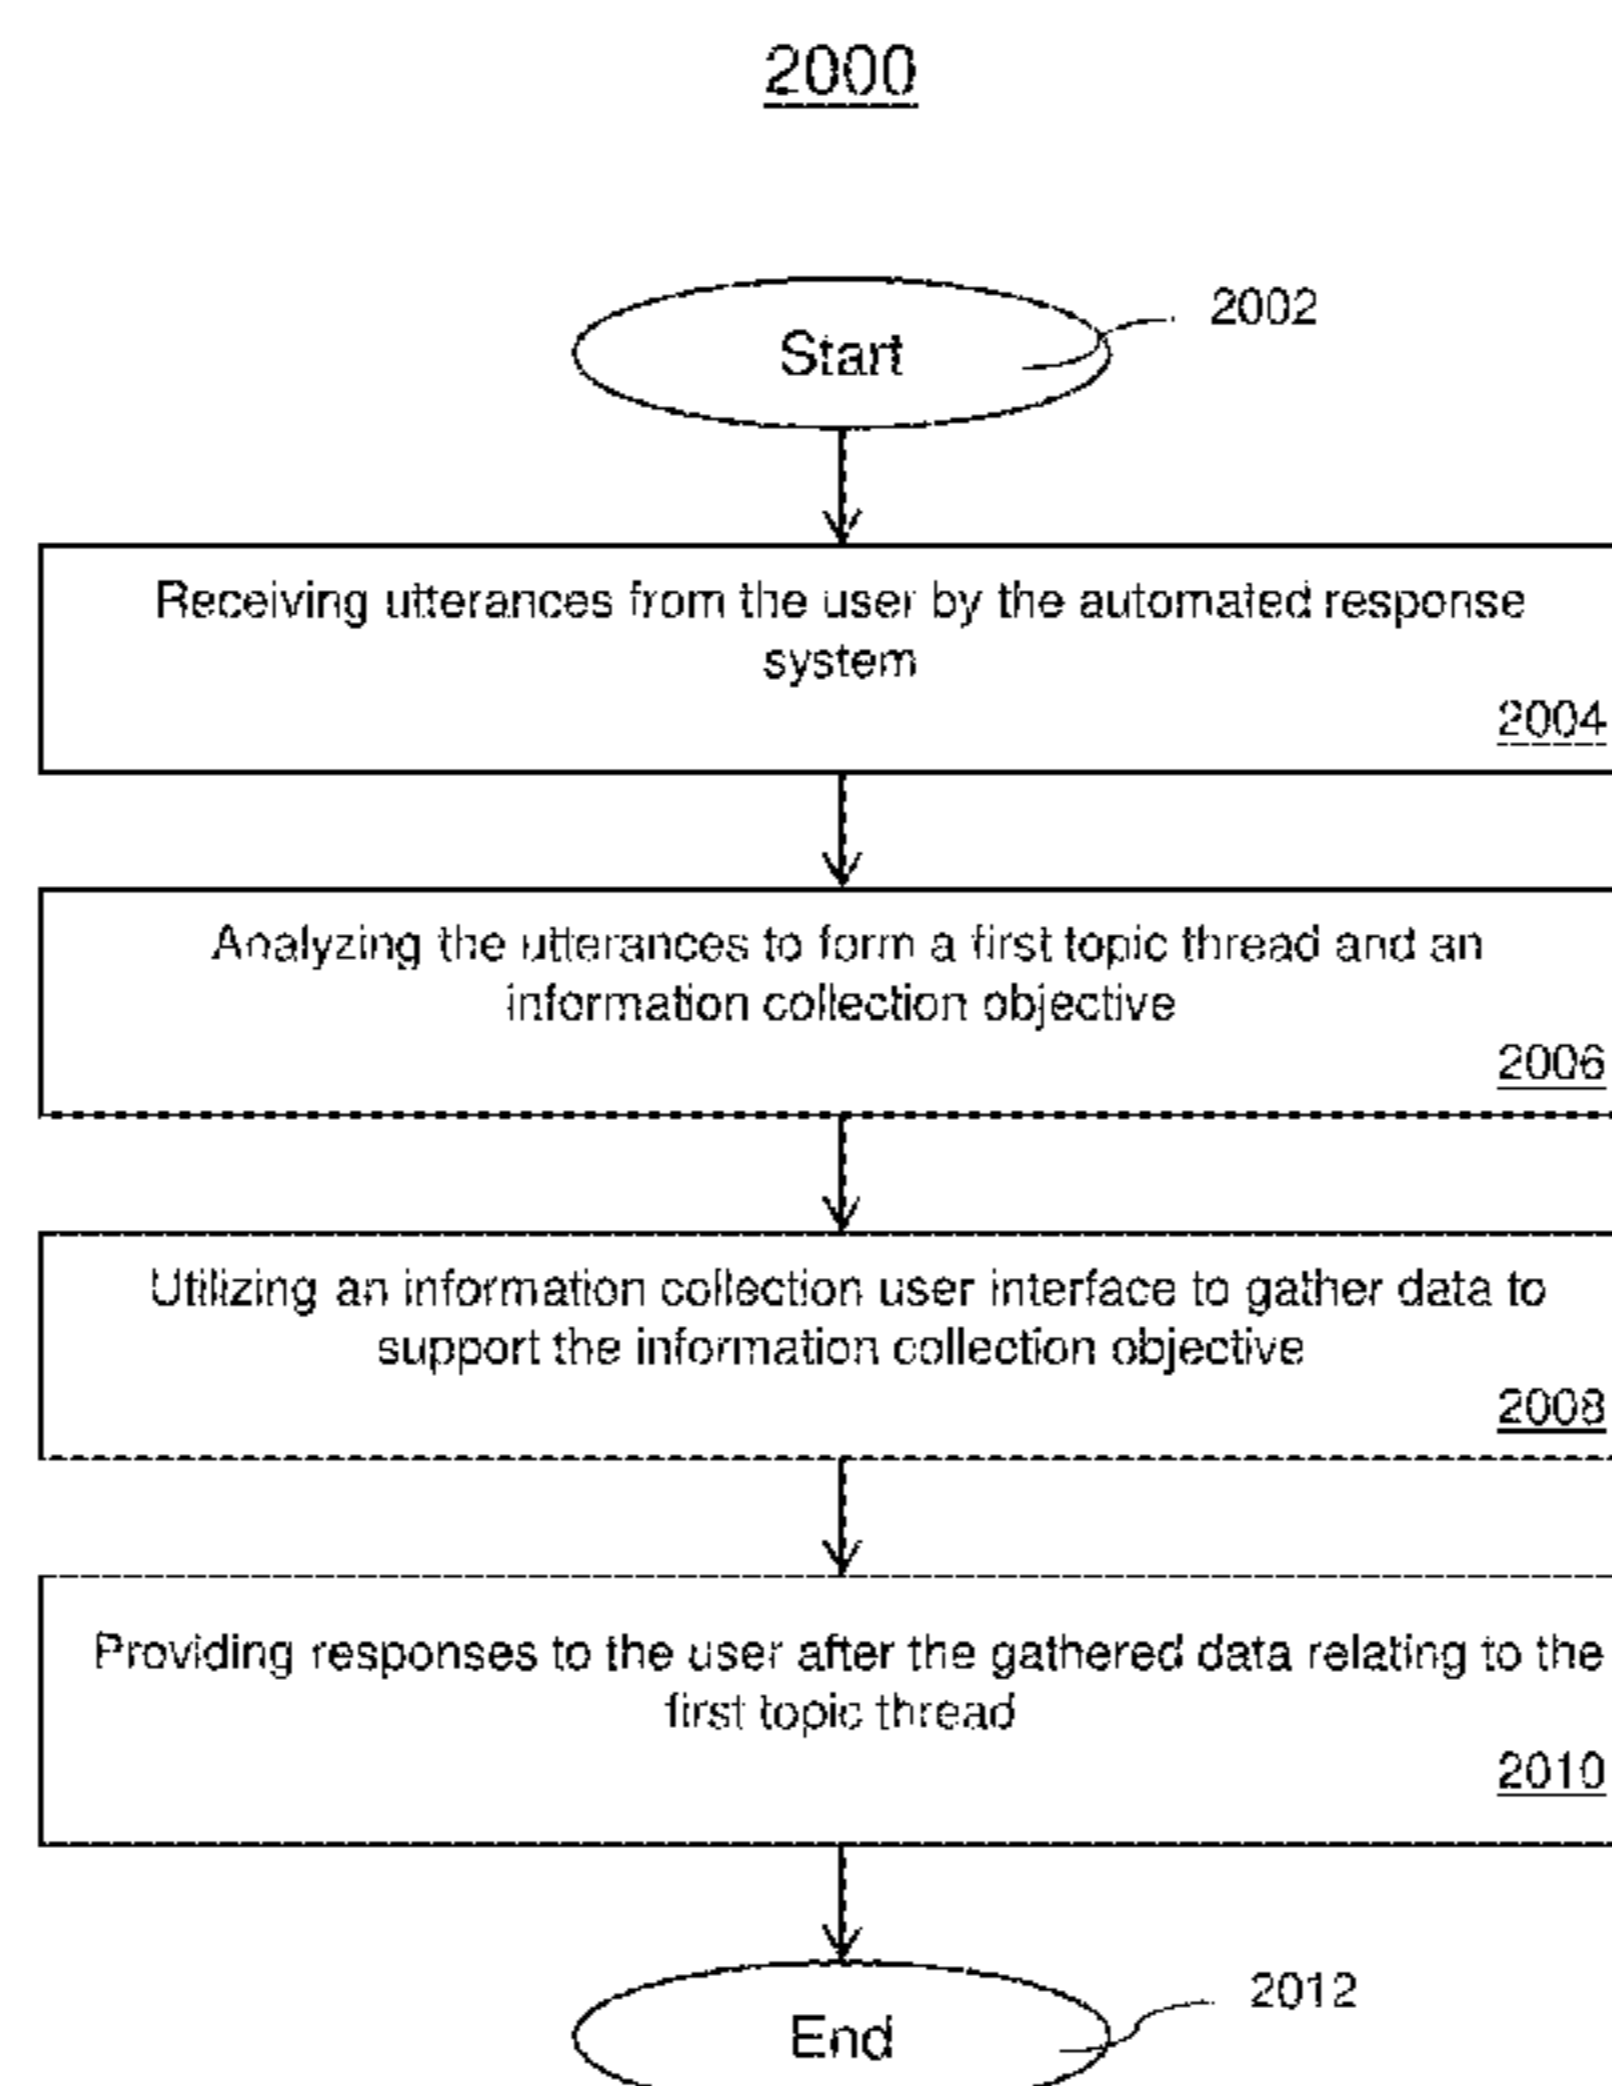 2000
Start
2002
Receiving utterances from the user by the automated response
system
2004
Analyzing the utterances to form a first topic thread and an
information collection objective
2006
Utilizing an information collection user interface to gather data to
support the information collection objective
2008
Providing responses to the user after the gathered data relating to the
first topic thread
2010
End
2012